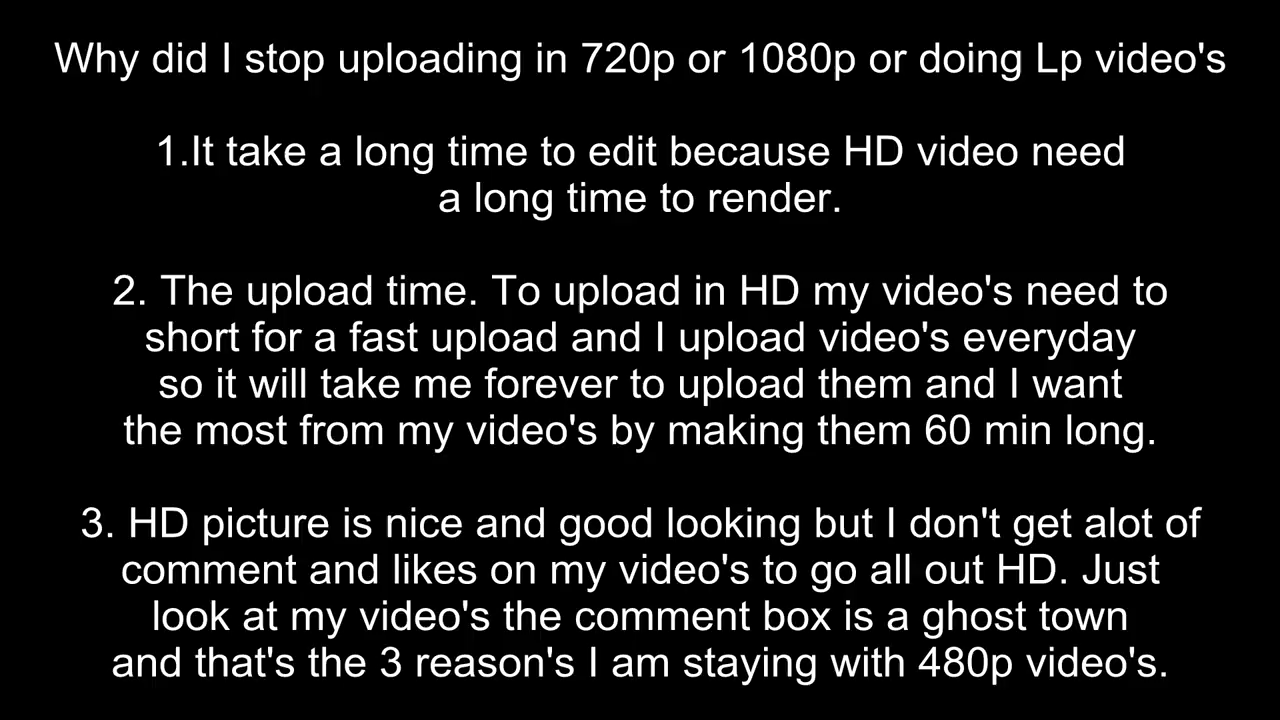 Why did I stop uploading in 720p or 1080p or doing Lp video's
1.It take a long time to edit because HD video need
a long time to render.
2. The upload time. To upload in HD my video's need to
short for a fast upload and I upload video's everyday
so it will take me forever to upload them and I want
the most from my video's by making them 60 min long.
3. HD picture is nice and good looking but I don't get alot of
comment and likes on my video's to go all out HD. Just
look at my video's the comment box is a ghost town
and that's the 3 reason's I am staying with 480p video's.